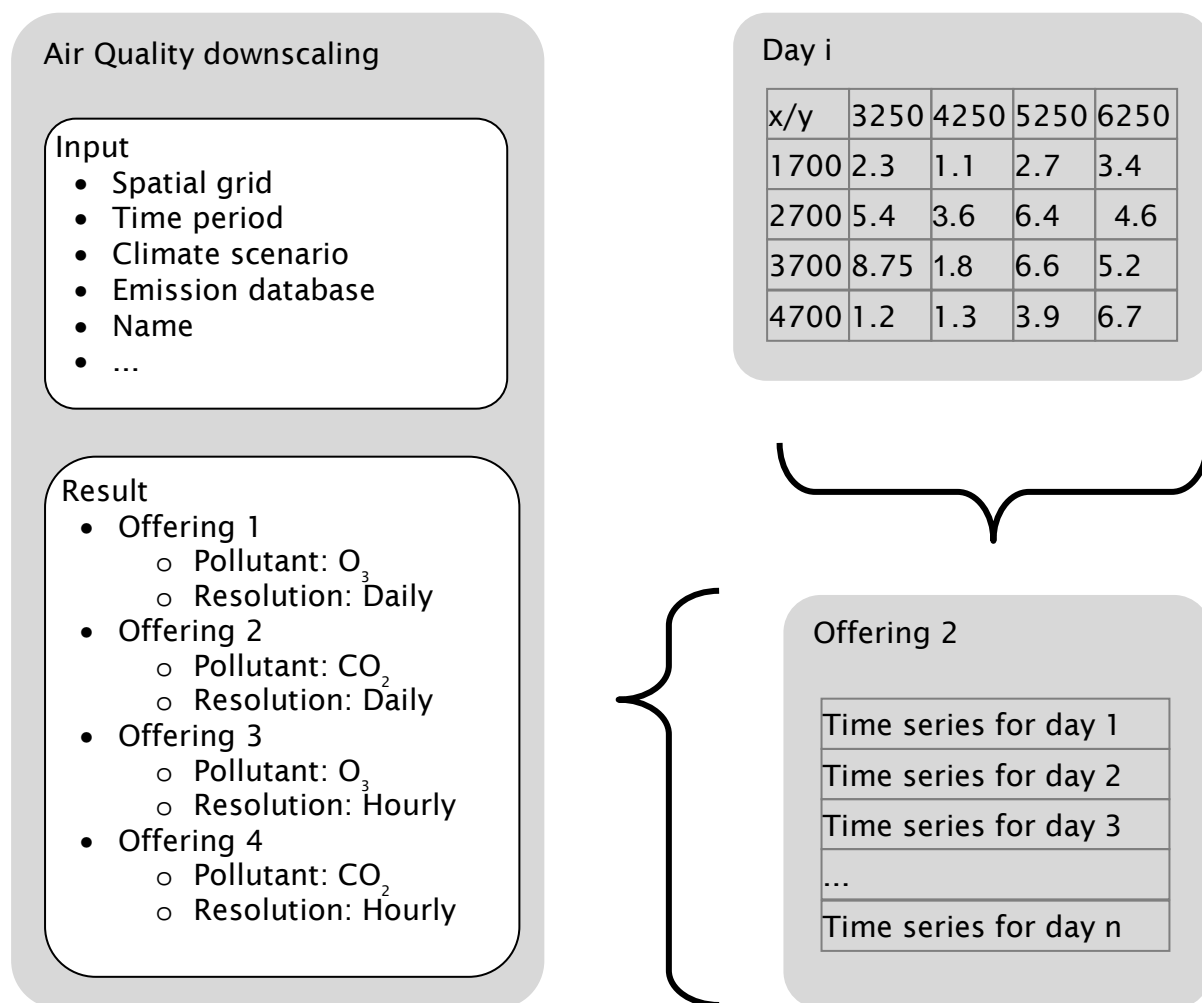 Air Quality downscaling
Input
• Spatial grid
• Time period
• Climate scenario
• Emission database
• Name
• ...
Result
• Offering 1
o Pollutant: O₃
o Resolution: Daily
• Offering 2
o Pollutant: CO₂
o Resolution: Daily
• Offering 3
o Pollutant: O₃
o Resolution: Hourly
• Offering 4
o Pollutant: CO₂
o Resolution: Hourly
Day i
x/y 3250 4250 5250 6250
1700 2.3 1.1 2.7 3.4
2700 5.4 3.6 6.4 4.6
3700 8.75 1.8 6.6 5.2
4700 1.2 1.3 3.9 6.7
Offering 2
Time series for day 1
Time series for day 2
Time series for day 3
...
Time series for day n